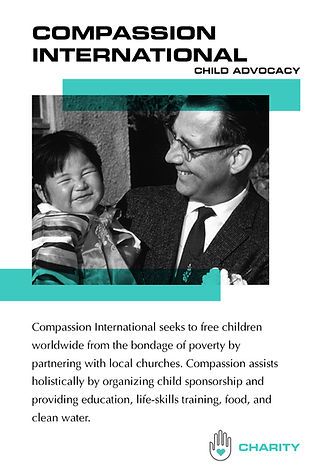 COMPASSION
INTERNATIONAL
CHILD ADVOCACY
Compassion International seeks to free children
worldwide from the bondage of poverty by
partnering with local churches. Compassion assists
holistically by organizing child sponsorship and
providing education, life-skills training, food, and
clean water.
CHARITY